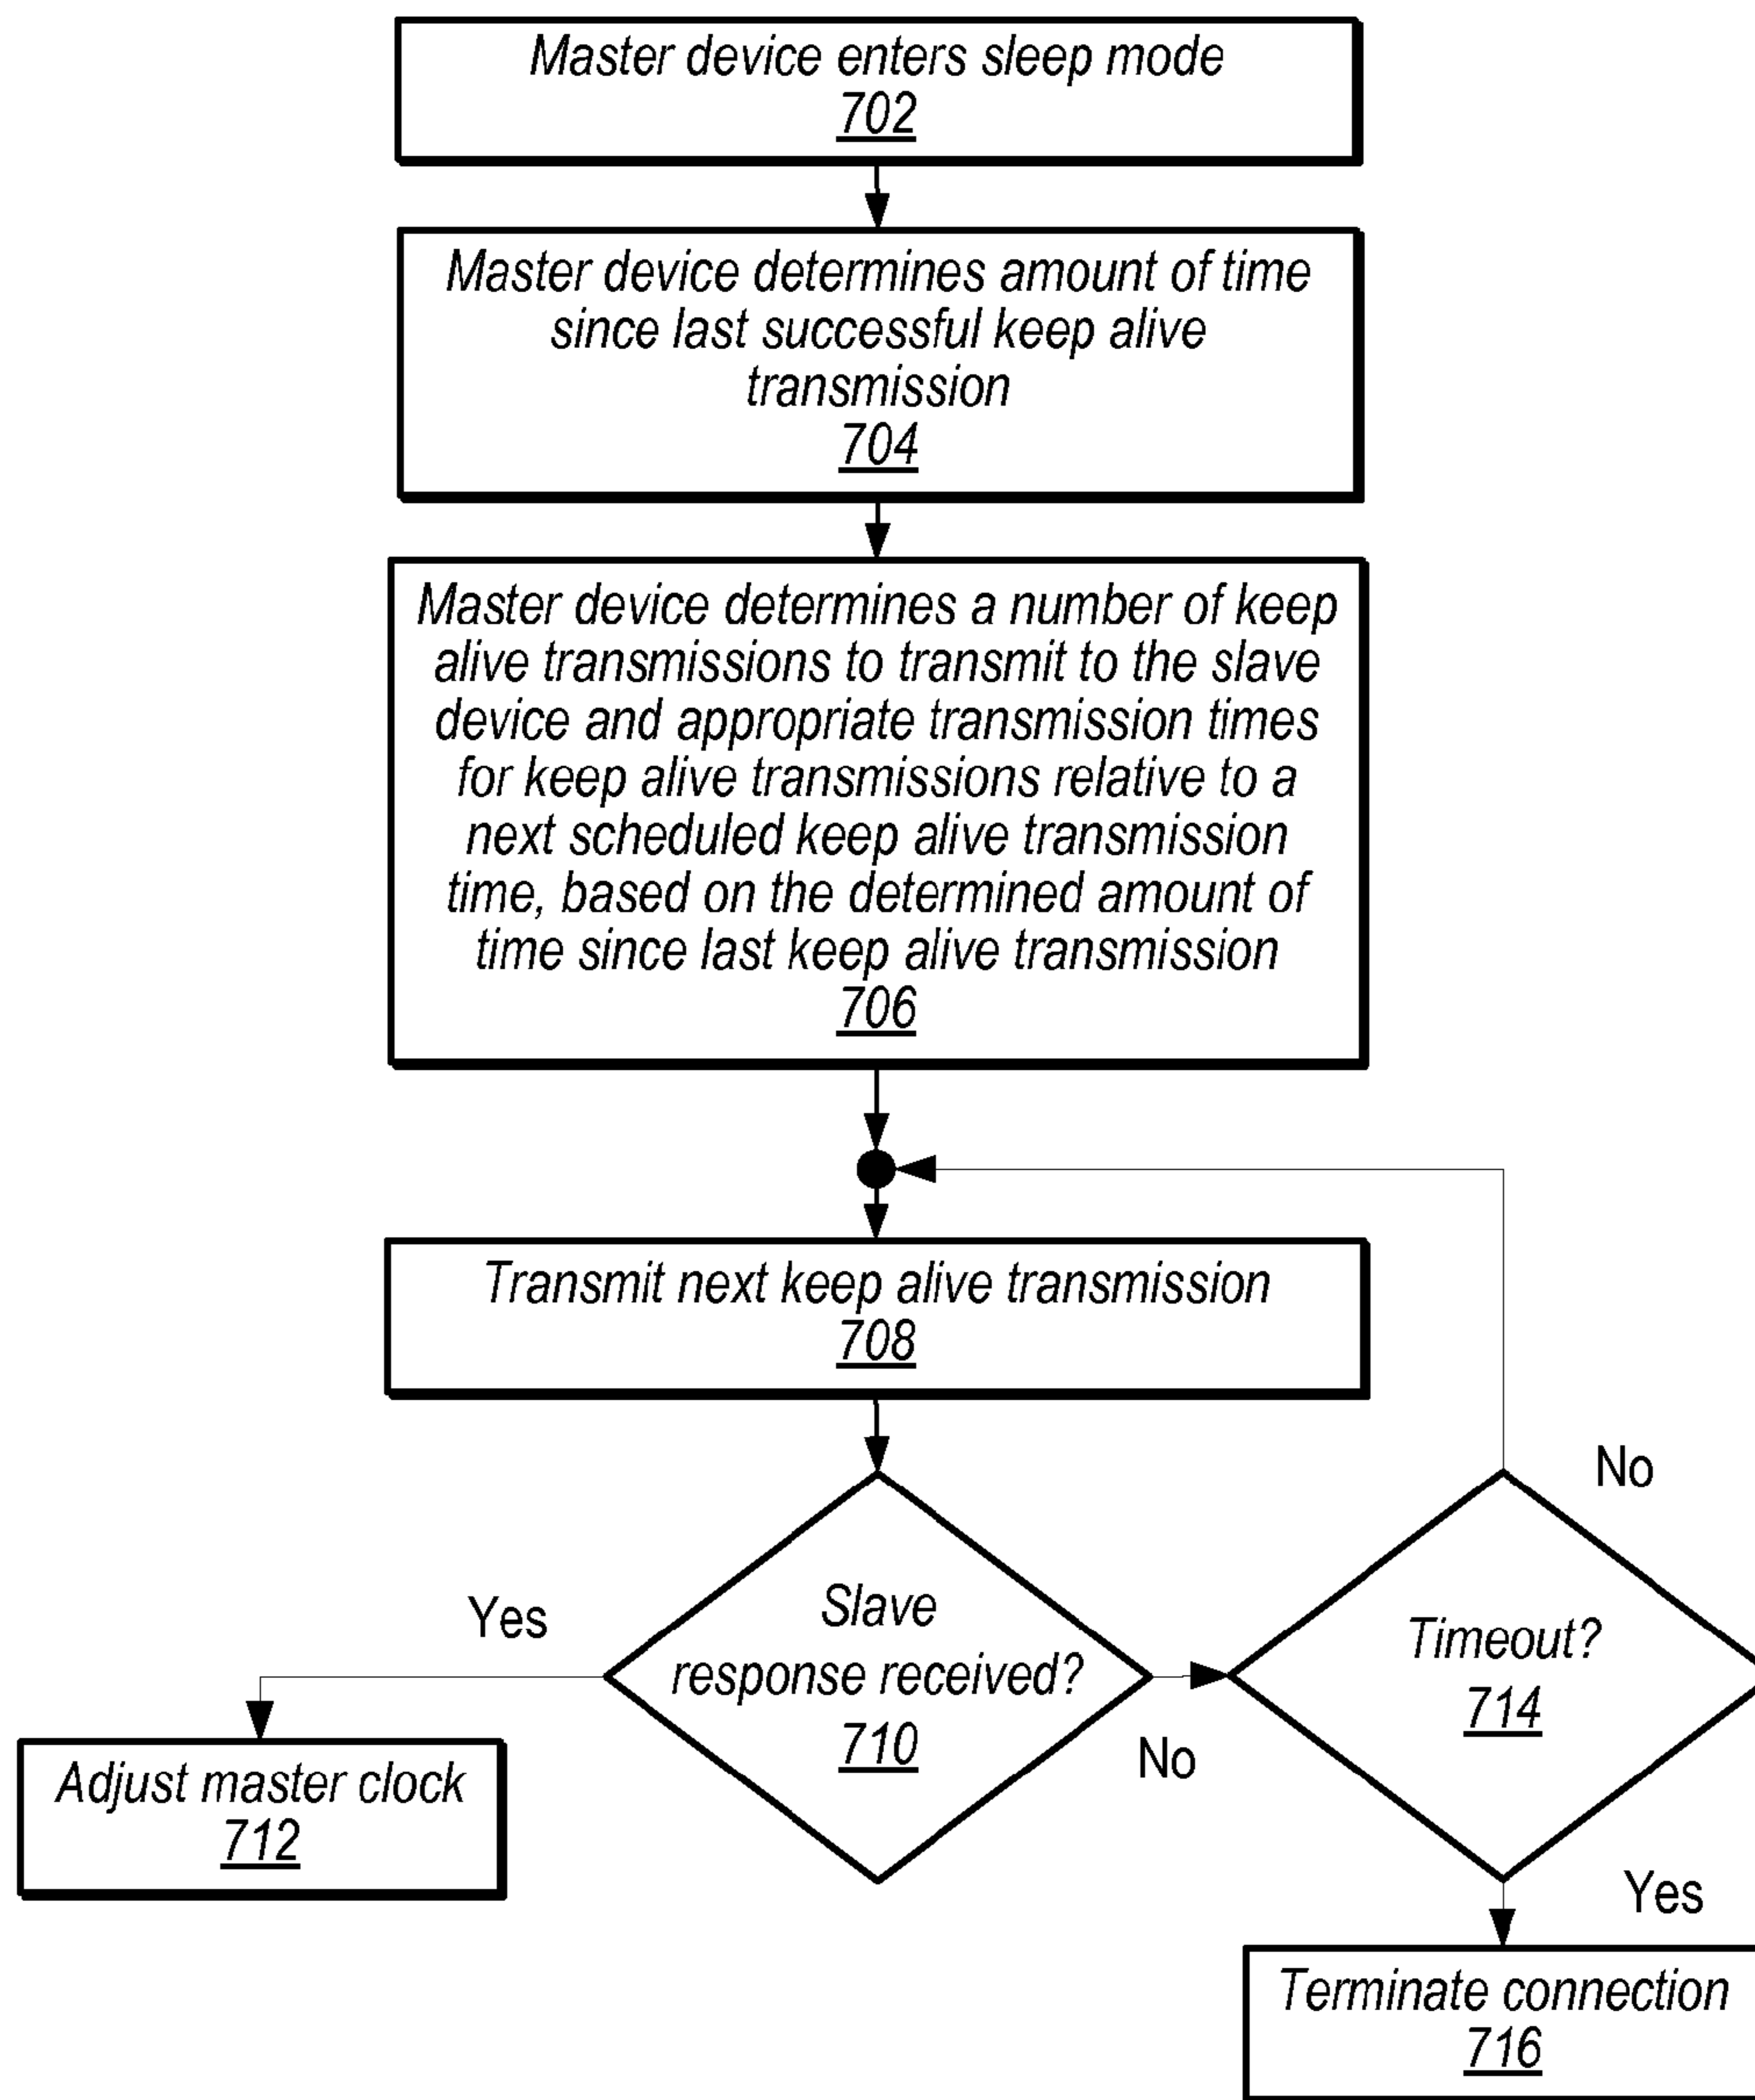 Master device enters sleep mode
702
Master device determines amount of time
since last successful keep alive
transmission
704
Master device determines a number of keep
alive transmissions to transmit to the slave
device and appropriate transmission times
for keep alive transmissions relative to a
next scheduled keep alive transmission
time, based on the determined amount of
time since last keep alive transmission
706
Transmit next keep alive transmission
708
No
Yes
Slave
response received?
710
No
Timeout?
714
Adjust master clock
712
Yes
Terminate connection
716